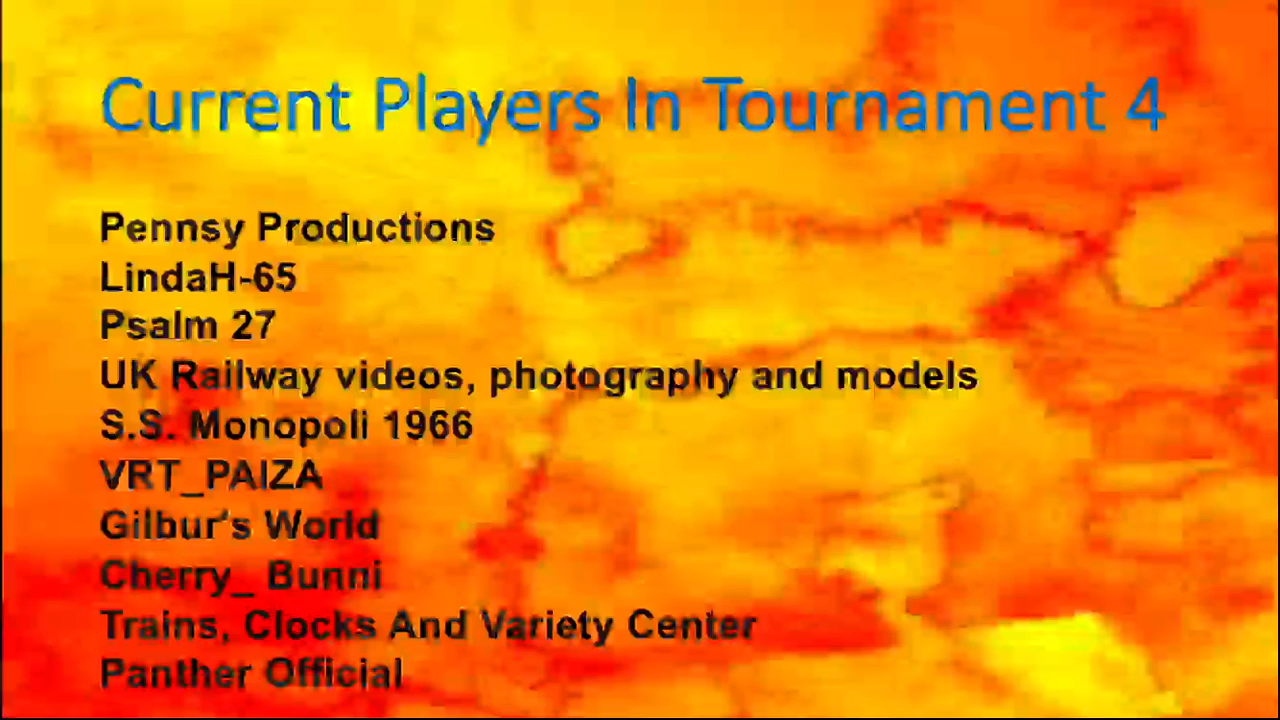 Current Players In Tournament 4
Pennsy Productions
LindaH-65
Psalm 27
UK Railway videos, photography and models
S.S. Monopoli 1966
VRT_PAIZA
Gilbur's World
Cherry_ Bunni
Trains, Clocks And Variety Center
Panther Official